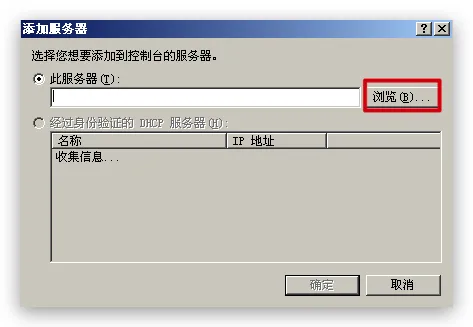 添加服务器
选择您想要添加到控制台的服务器。
此服务器(T):
浏览(B)...
经过身份验证的 DHCP 服务器(H):
名称 IP 地址
收集信息...
确定 取消